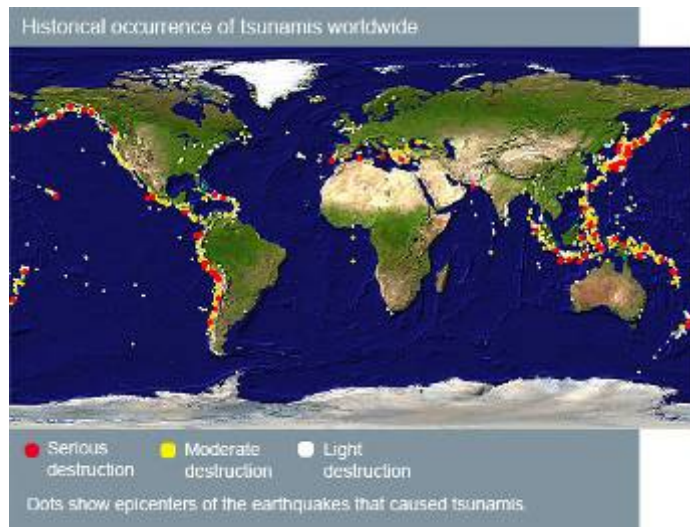 Historical occurrence of tsunamis worldwide
Serious
destruction
Moderate
destruction
Light
destruction
Dots show epicenters of the earthquakes that caused tsunamis.